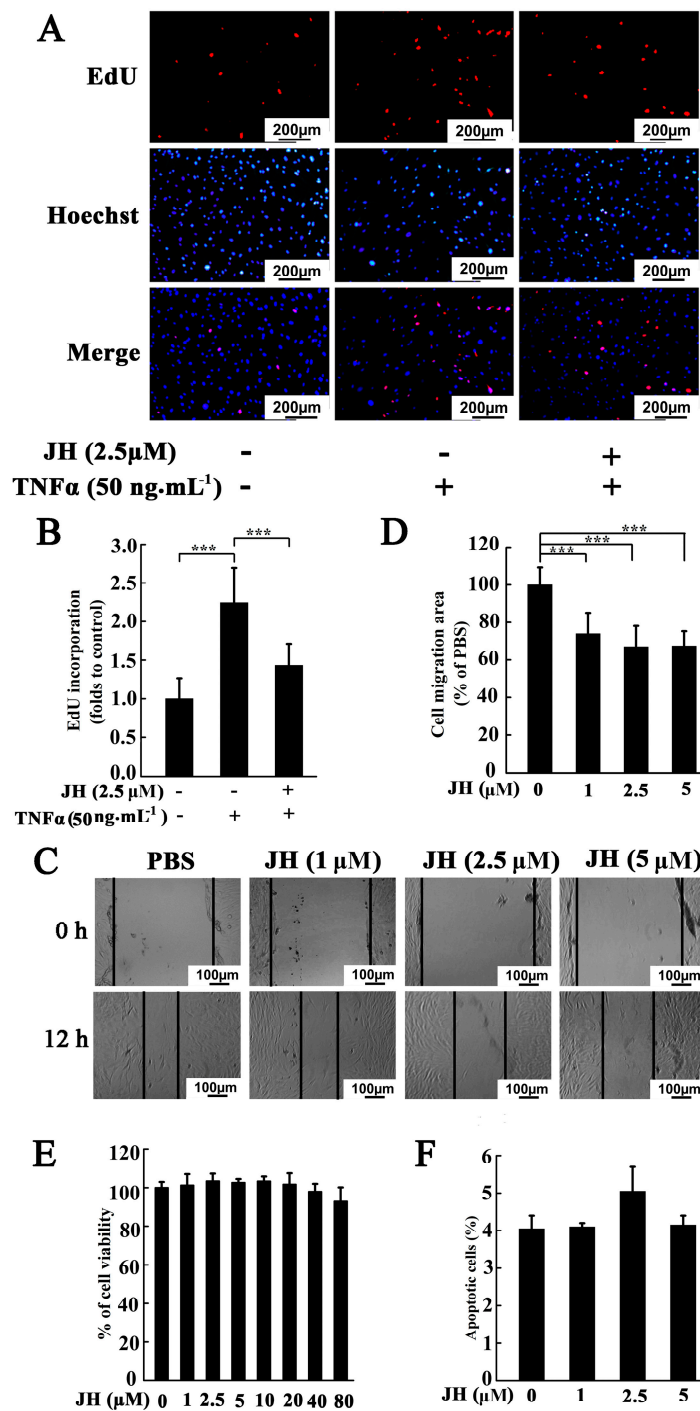 A
EdU
200μm 200μm 200μm
Hoechst
200μm 200μm 200μm
Merge
200μm 200μm 200μm
JH (2.5μM) - - +
TNFα (50 ng·mL⁻¹) - + +
B
EdU incorporation
(folds to control)
3.0
2.5
2.0
1.5
1.0
0.5
0.0
*** ***
JH (2.5 μM) - - +
TNFα (50 ng·mL⁻¹) - + +
D
Cell migration area
(% of PBS)
120
100
80
60
40
20
0
***
***
***
JH (μM) 0 1 2.5 5
C
PBS JH (1 μM) JH (2.5 μM) JH (5 μM)
0 h
100μm 100μm 100μm 100μm
12 h
100μm 100μm 100μm 100μm
E
% of cell viability
120
100
80
60
40
20
0
JH (μM) 0 1 2.5 5 10 20 40 80
F
Apoptotic cells (%)
6
5
4
3
2
1
0
JH (μM) 0 1 2.5 5